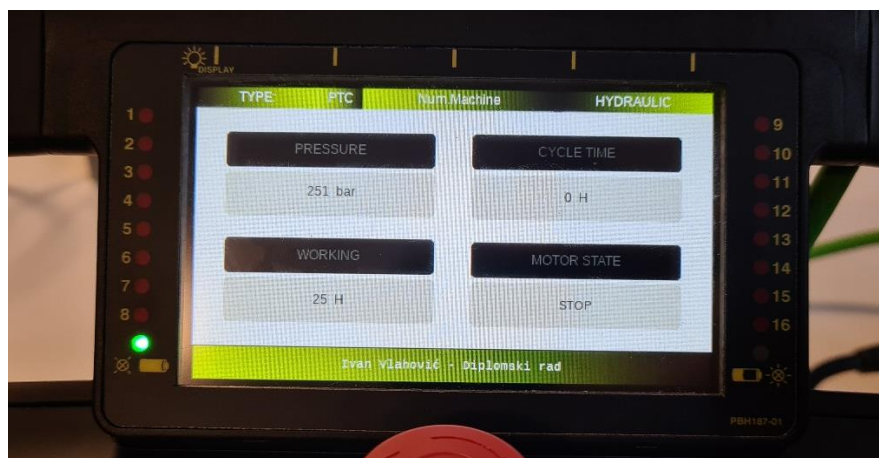 DISPLAY
TYPE: PTC Num.Machine HYDRAULIC
PRESSURE
251 bar
CYCLE TIME
0 H
WORKING
25 H
MOTOR STATE
STOP
Ivan Vlahović - Diplomski rad
1
2
3
4
5
6
7
8
9
10
11
12
13
14
15
16
PBH187-01